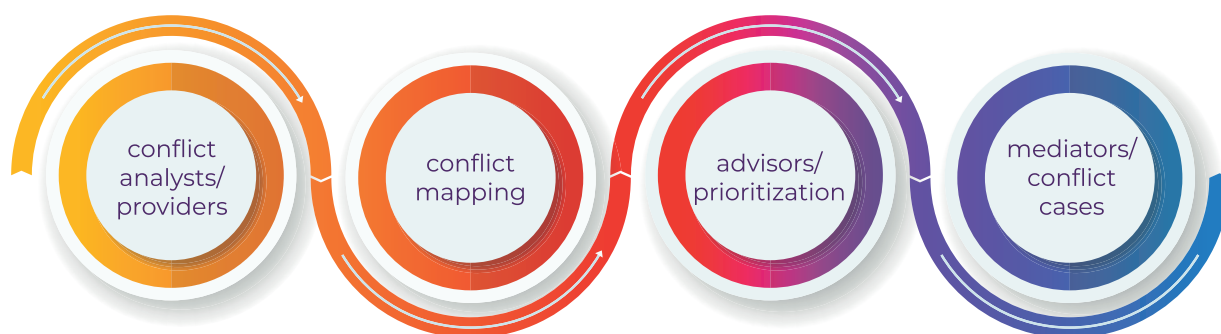 conflict
analysts/
providers
conflict
mapping
advisors/
prioritization
mediators/
conflict
cases